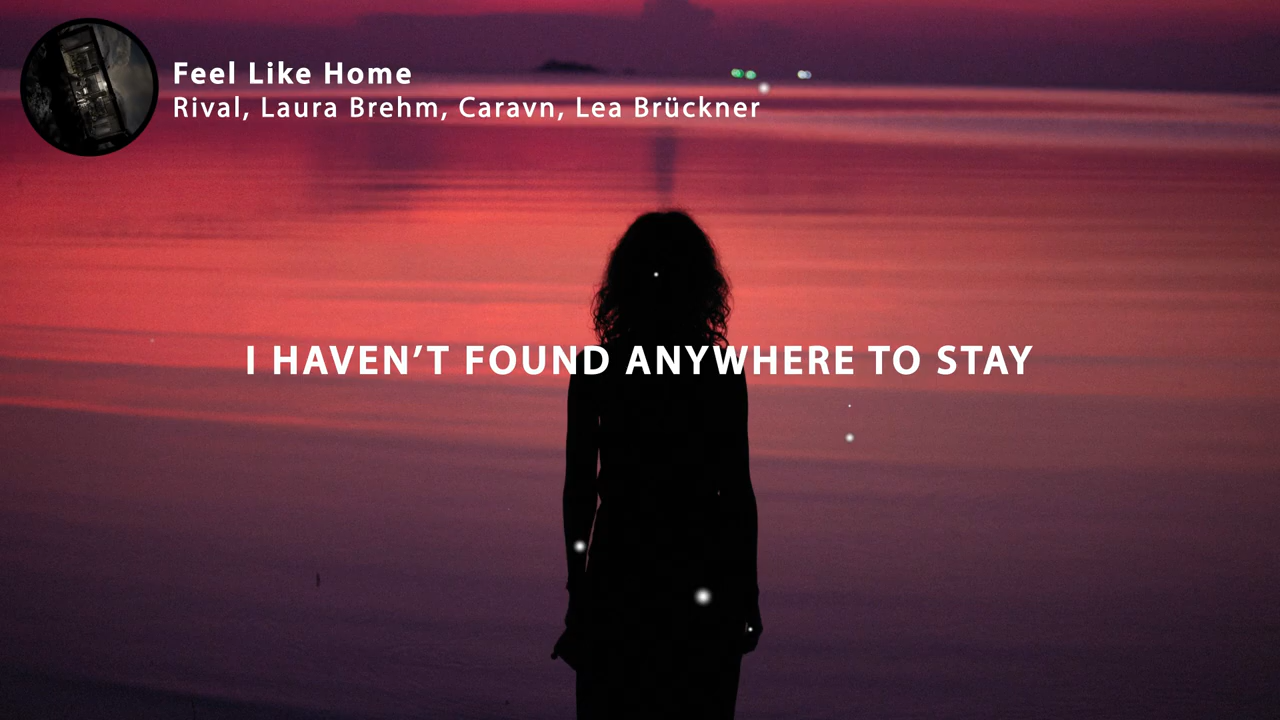 Feel Like Home
Rival, Laura Brehm, Caravn, Lea Brückner
I HAVEN’T FOUND ANYWHERE TO STAY